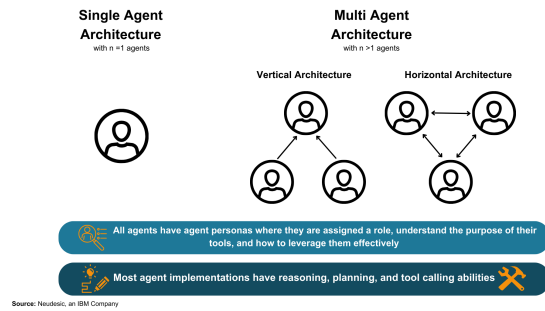 Single Agent
Architecture
with n =1 agents
Multi Agent
Architecture
with n >1 agents
Vertical Architecture
Horizontal Architecture
All agents have agent personas where they are assigned a role, understand the purpose of their
tools, and how to leverage them effectively
Most agent implementations have reasoning, planning, and tool calling abilities
Source: Neudesic, an IBM Company